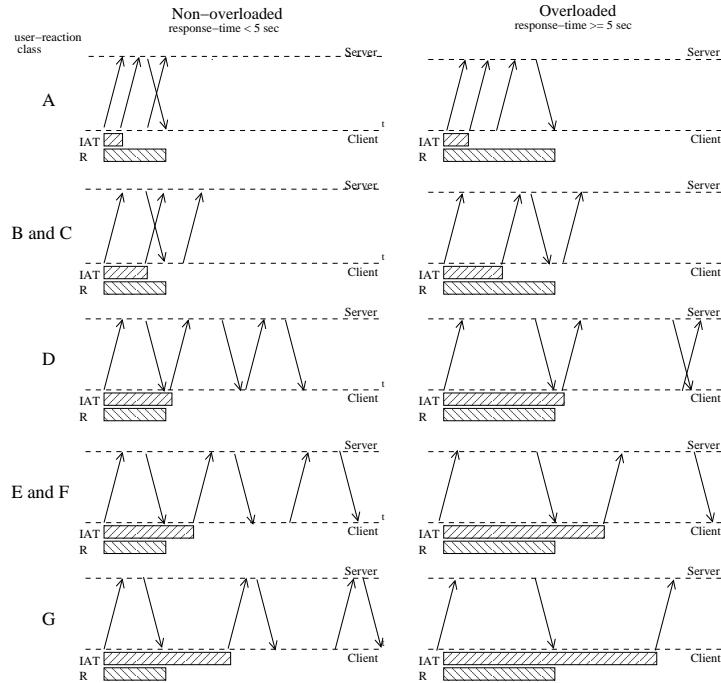 Non-overloaded
response-time < 5 sec
Overloaded
response-time >= 5 sec
user-reaction
class
Server
Server
A
t
IAT
Client
IAT
Client
R
R
Server
Server
B and C
t
IAT
Client
IAT
Client
R
R
Server
Server
D
t
IAT
Client
IAT
Client
R
R
Server
Server
E and F
t
IAT
Client
IAT
Client
R
R
Server
Server
G
t
IAT
Client
IAT
Client
R
R